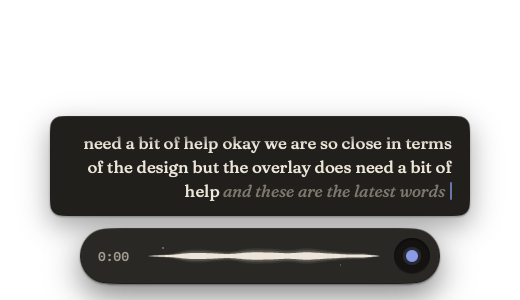 need a bit of help okay we are so close in terms
of the design but the overlay does need a bit of
help and these are the latest words
0:00